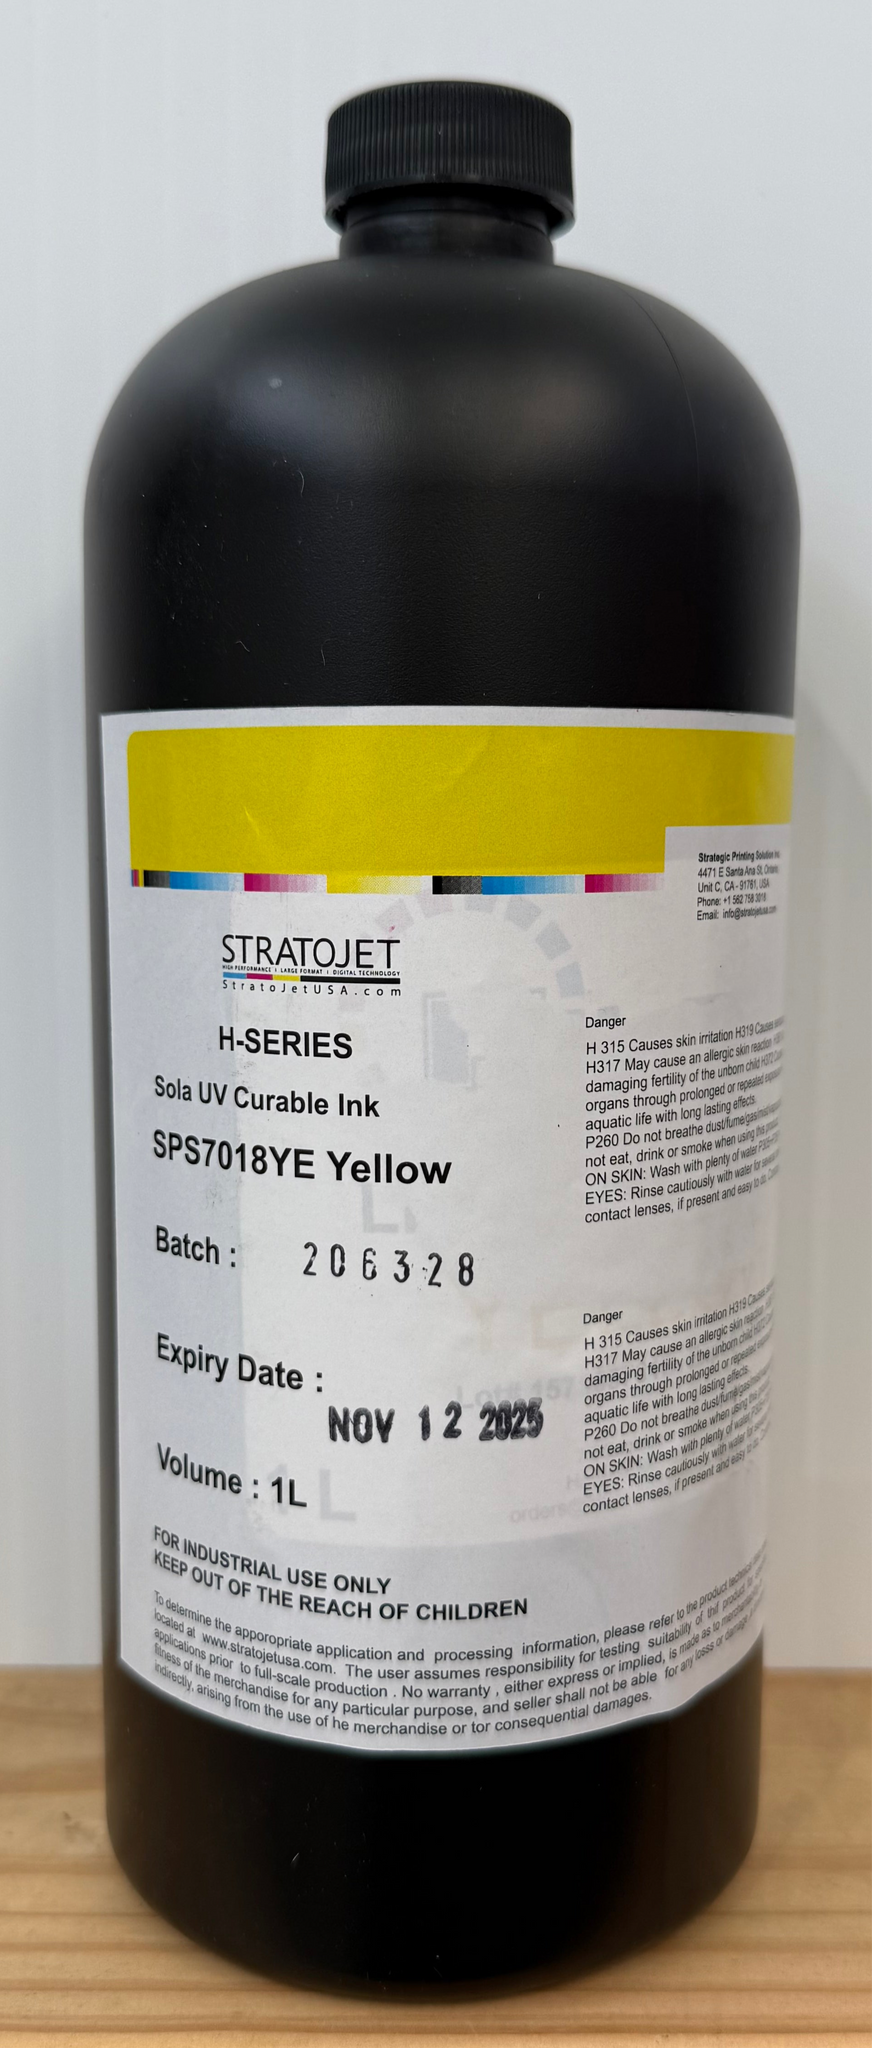 Strategic Printing Solution Inc
4471 E Santa Ana St, Ontario,
Unit C, CA - 91761, USA
Phone: +1 562 758 3018
Email: info@stratojetusa.com
STRATOJET
HIGH PERFORMANCE | LARGE FORMAT | DIGITAL TECHNOLOGY
StratoJetUSA.com
H-SERIES
Sola UV Curable Ink
SPS7018YE Yellow
Batch : 206328
Expiry Date :
NOV 12 2025
Volume : 1L
Danger
H 315 Causes skin irritation H319 Causes
H317 May cause an allergic skin reaction
damaging fertility of the unborn child H372
organs through prolonged or repeated
aquatic life with long lasting effects.
P260 Do not breathe dust/fume/gas/mist/
not eat, drink or smoke when using this product
ON SKIN: Wash with plenty of water
EYES: Rinse cautiously with water for
contact lenses, if present and easy to do.
Danger
H 315 Causes skin irritation H319 Causes
H317 May cause an allergic skin reaction
damaging fertility of the unborn child H372
organs through prolonged or repeated
aquatic life with long lasting effects.
P260 Do not breathe dust/fume/gas/mist/
not eat, drink or smoke when using this
ON SKIN: Wash with plenty of water
EYES: Rinse cautiously with water for
contact lenses, if present and easy to do.
Lot# 157
1 L
orders@
FOR INDUSTRIAL USE ONLY
KEEP OUT OF THE REACH OF CHILDREN
To determine the apporopriate application and processing information, please refer to the product technical
located at www.stratojetusa.com. The user assumes responsibility for testing suitability of thif product for
applications prior to full-scale production . No warranty , either express or implied, is made as to merchantability
fitness of the merchandise for any particular purpose, and seller shall not be able for any losss or damage,
indirectly, arising from the use of he merchandise or tor consequential damages.